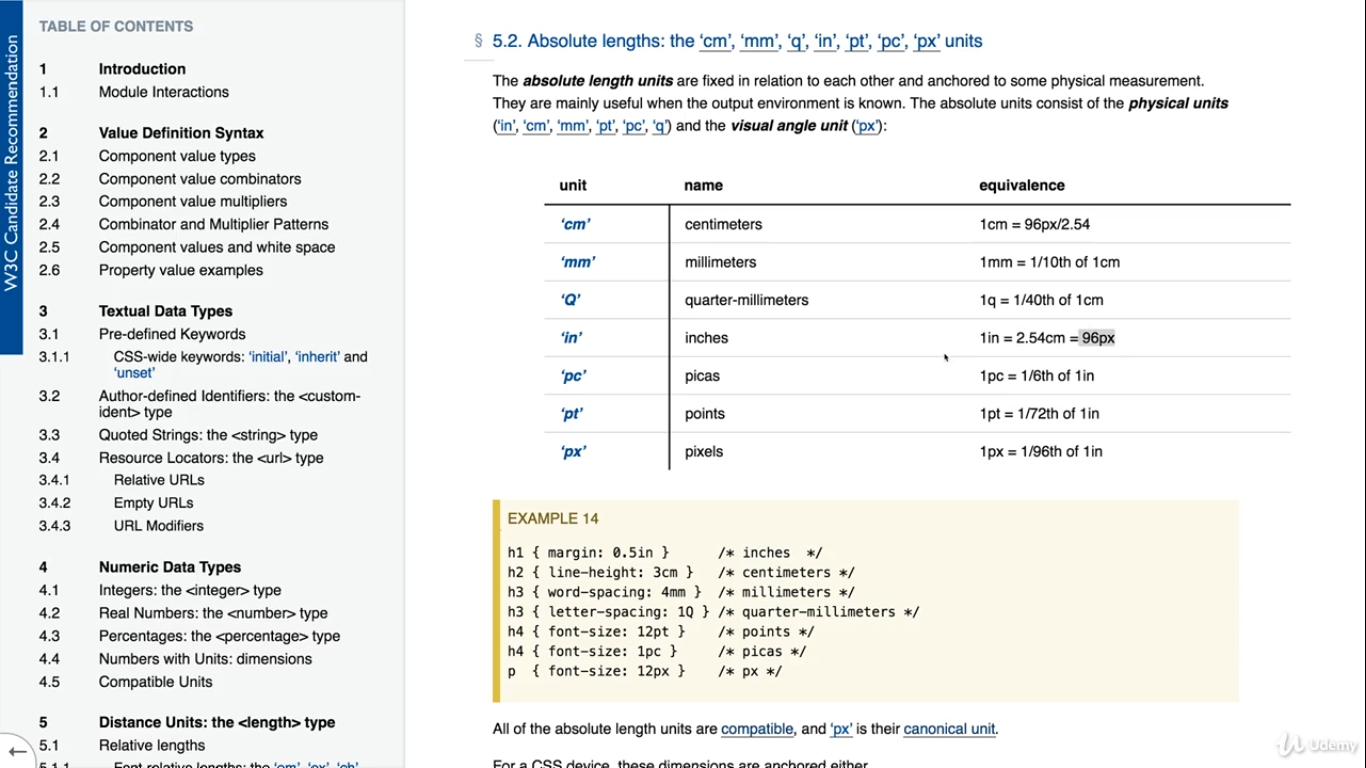 W3C Candidate Recommendation
TABLE OF CONTENTS
1 Introduction
1.1 Module Interactions
2 Value Definition Syntax
2.1 Component value types
2.2 Component value combinators
2.3 Component value multipliers
2.4 Combinator and Multiplier Patterns
2.5 Component values and white space
2.6 Property value examples
3 Textual Data Types
3.1 Pre-defined Keywords
3.1.1 CSS-wide keywords: ‘initial’, ‘inherit’ and
‘unset’
3.2 Author-defined Identifiers: the <custom-
ident> type
3.3 Quoted Strings: the <string> type
3.4 Resource Locators: the <url> type
3.4.1 Relative URLs
3.4.2 Empty URLs
3.4.3 URL Modifiers
4 Numeric Data Types
4.1 Integers: the <integer> type
4.2 Real Numbers: the <number> type
4.3 Percentages: the <percentage> type
4.4 Numbers with Units: dimensions
4.5 Compatible Units
5 Distance Units: the <length> type
5.1 Relative lengths
5.1.1 Font-relative lengths: the ‘em’, ‘ex’, ‘ch’,
§ 5.2. Absolute lengths: the ‘cm’, ‘mm’, ‘q’, ‘in’, ‘pt’, ‘pc’, ‘px’ units
The absolute length units are fixed in relation to each other and anchored to some physical measurement.
They are mainly useful when the output environment is known. The absolute units consist of the physical units
(‘in’, ‘cm’, ‘mm’, ‘pt’, ‘pc’, ‘q’) and the visual angle unit (‘px’):
unit name equivalence
‘cm’ centimeters 1cm = 96px/2.54
‘mm’ millimeters 1mm = 1/10th of 1cm
‘Q’ quarter-millimeters 1q = 1/40th of 1cm
‘in’ inches 1in = 2.54cm = 96px
‘pc’ picas 1pc = 1/6th of 1in
‘pt’ points 1pt = 1/72th of 1in
‘px’ pixels 1px = 1/96th of 1in
EXAMPLE 14
h1 { margin: 0.5in }      /* inches  */
h2 { line-height: 3cm }   /* centimeters */
h3 { word-spacing: 4mm }  /* millimeters */
h3 { letter-spacing: 1Q } /* quarter-millimeters */
h4 { font-size: 12pt }    /* points */
h4 { font-size: 1pc }     /* picas */
p  { font-size: 12px }    /* px */
All of the absolute length units are compatible, and ‘px’ is their canonical unit.
For a CSS device, these dimensions are anchored either
Udemy